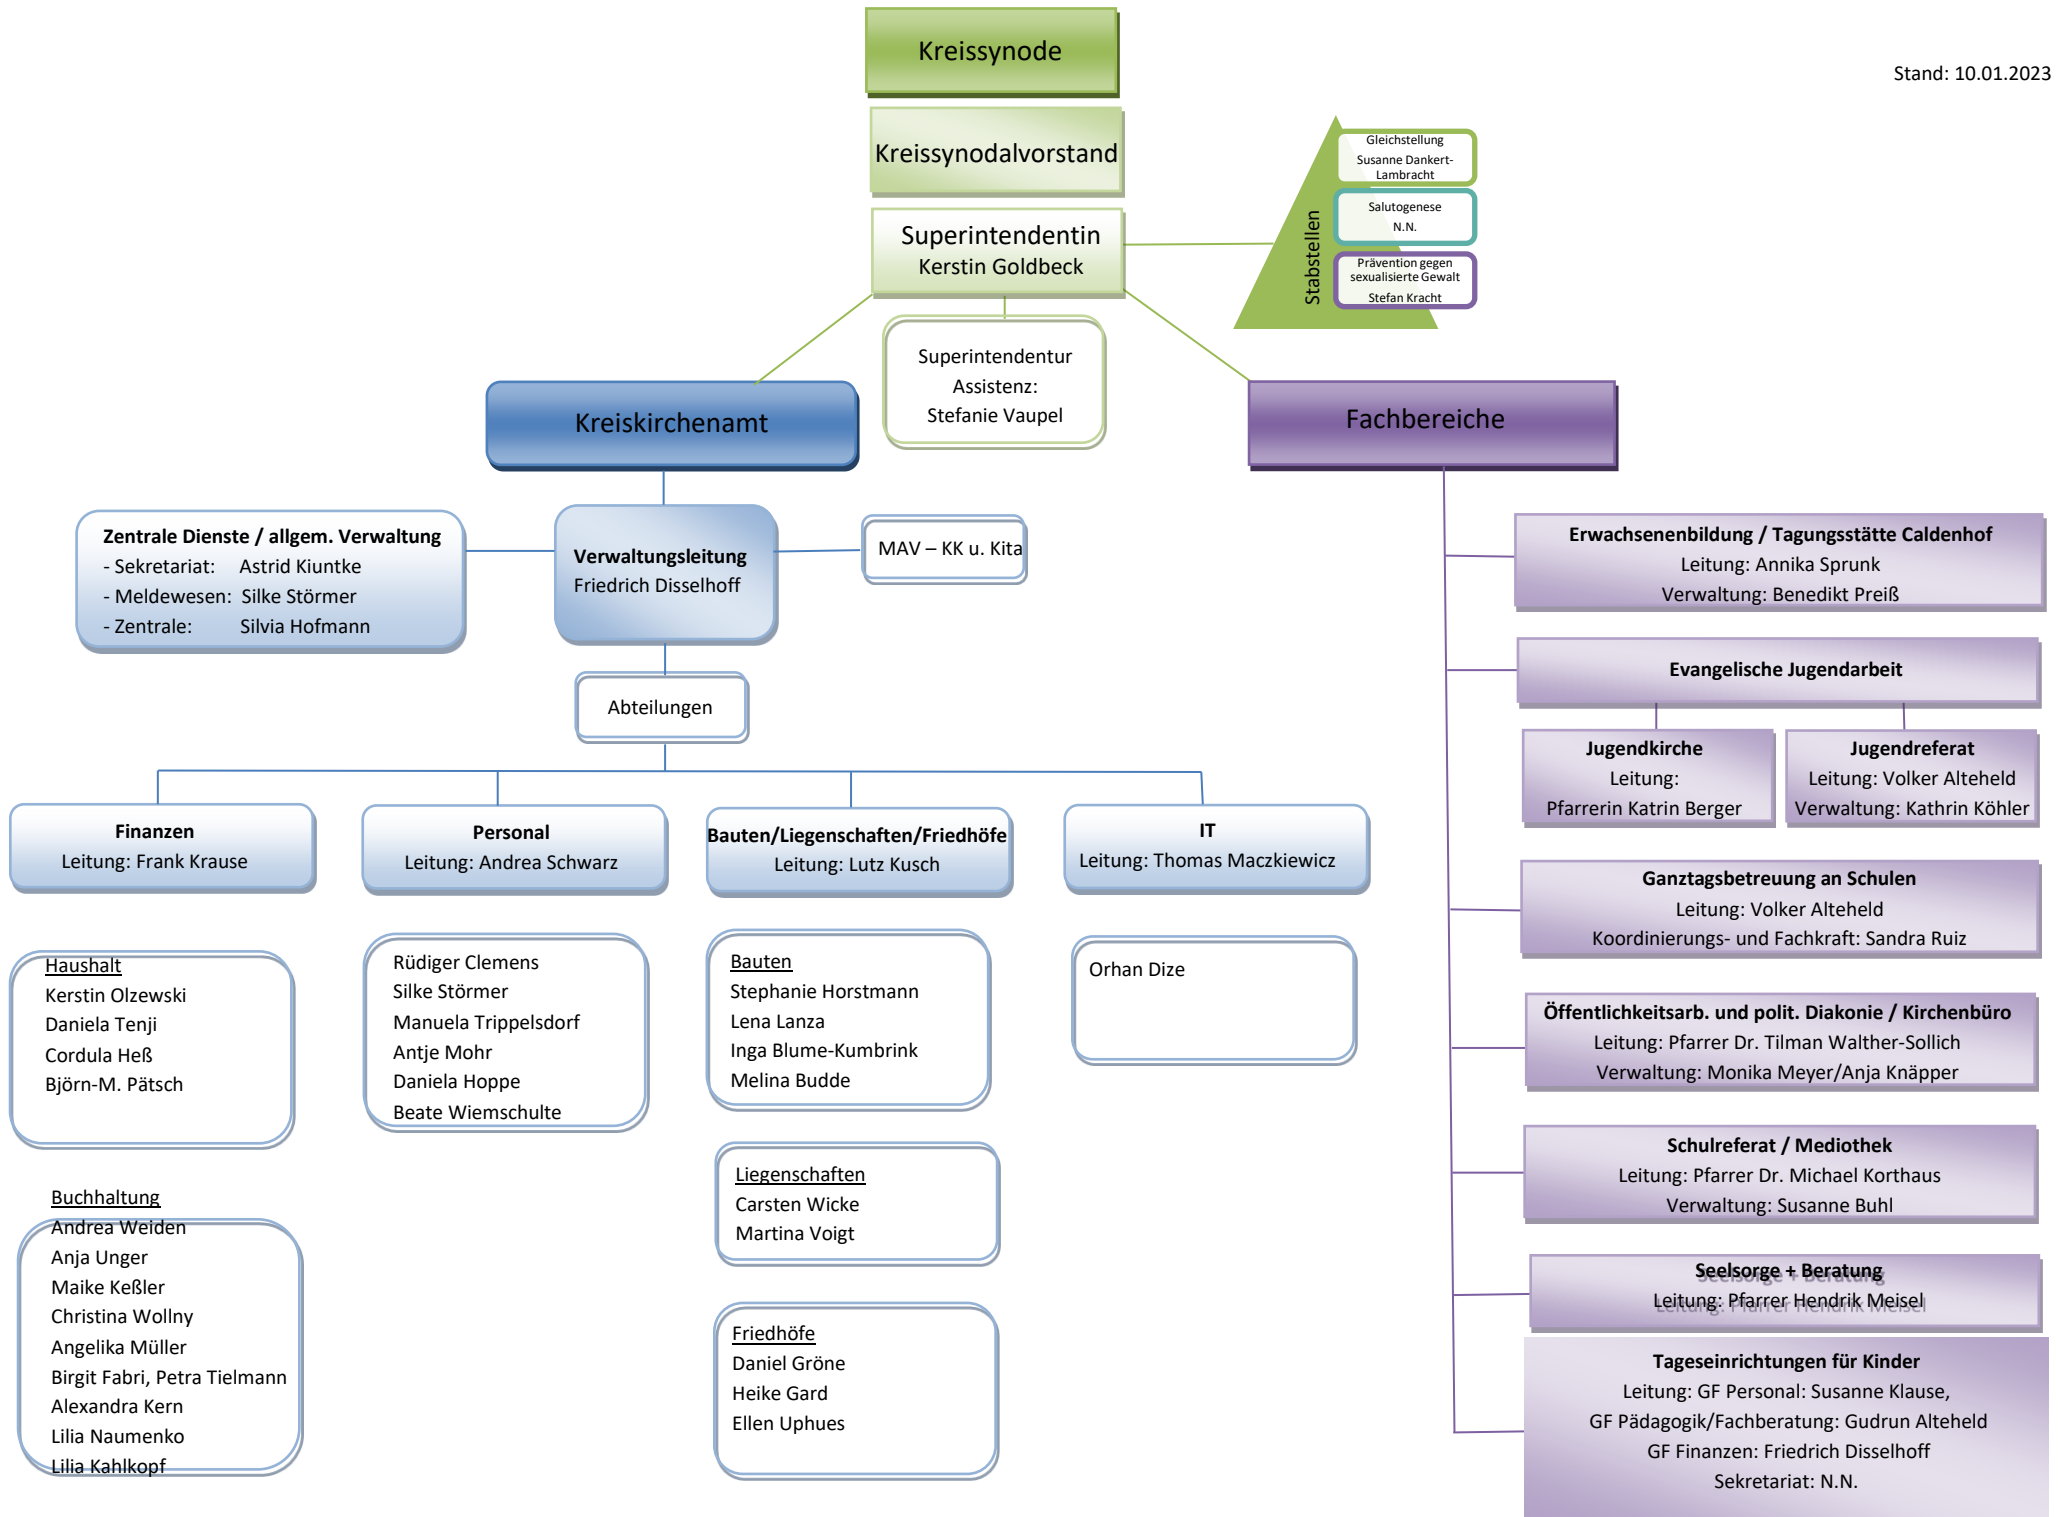 Kreissynode
Stand: 10.01.2023
Kreissynodalvorstand
Superintendentin
Kerstin Goldbeck
Stabstellen
Gleichstellung
Susanne Dankert-
Lambracht
Salutogenese
N.N.
Prävention gegen
sexualisierte Gewalt
Stefan Kracht
Superintendentur
Assistenz:
Stefanie Vaupel
Kreiskirchenamt
Fachbereiche
Zentrale Dienste / allgem. Verwaltung
- Sekretariat: Astrid Kiuntke
- Meldewesen: Silke Störmer
- Zentrale: Silvia Hofmann
Verwaltungsleitung
Friedrich Disselhoff
MAV – KK u. Kita
Abteilungen
Finanzen
Leitung: Frank Krause
Personal
Leitung: Andrea Schwarz
Bauten/Liegenschaften/Friedhöfe
Leitung: Lutz Kusch
IT
Leitung: Thomas Maczkiewicz
Haushalt
Kerstin Olzewski
Daniela Tenji
Cordula Heß
Björn-M. Pätsch
Buchhaltung
Andrea Weiden
Anja Unger
Maike Keßler
Christina Wollny
Angelika Müller
Birgit Fabri, Petra Tielmann
Alexandra Kern
Lilia Naumenko
Lilia Kahlkopf
Rüdiger Clemens
Silke Störmer
Manuela Trippelsdorf
Antje Mohr
Daniela Hoppe
Beate Wiemschulte
Bauten
Stephanie Horstmann
Lena Lanza
Inga Blume-Kumbrink
Melina Budde
Liegenschaften
Carsten Wicke
Martina Voigt
Friedhöfe
Daniel Gröne
Heike Gard
Ellen Uphues
Orhan Dize
Erwachsenenbildung / Tagungsstätte Caldenhof
Leitung: Annika Sprunk
Verwaltung: Benedikt Preiß
Evangelische Jugendarbeit
Jugendkirche
Leitung:
Pfarrerin Katrin Berger
Jugendreferat
Leitung: Volker Alteheld
Verwaltung: Kathrin Köhler
Ganztagsbetreuung an Schulen
Leitung: Volker Alteheld
Koordinierungs- und Fachkraft: Sandra Ruiz
Öffentlichkeitsarb. und polit. Diakonie / Kirchenbüro
Leitung: Pfarrer Dr. Tilman Walther-Sollich
Verwaltung: Monika Meyer/Anja Knäpper
Schulreferat / Mediothek
Leitung: Pfarrer Dr. Michael Korthaus
Verwaltung: Susanne Buhl
Seelsorge + Beratung
Leitung: Pfarrer Hendrik Meisel
Tageseinrichtungen für Kinder
Leitung: GF Personal: Susanne Klause,
GF Pädagogik/Fachberatung: Gudrun Alteheld
GF Finanzen: Friedrich Disselhoff
Sekretariat: N.N.